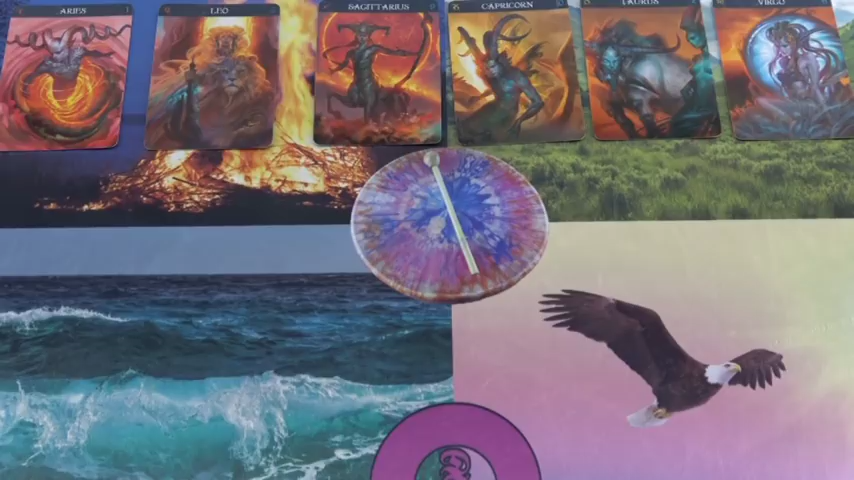 ARIES
LEO
SAGITTARIUS
CAPRICORN
TAURUS
VIRGO